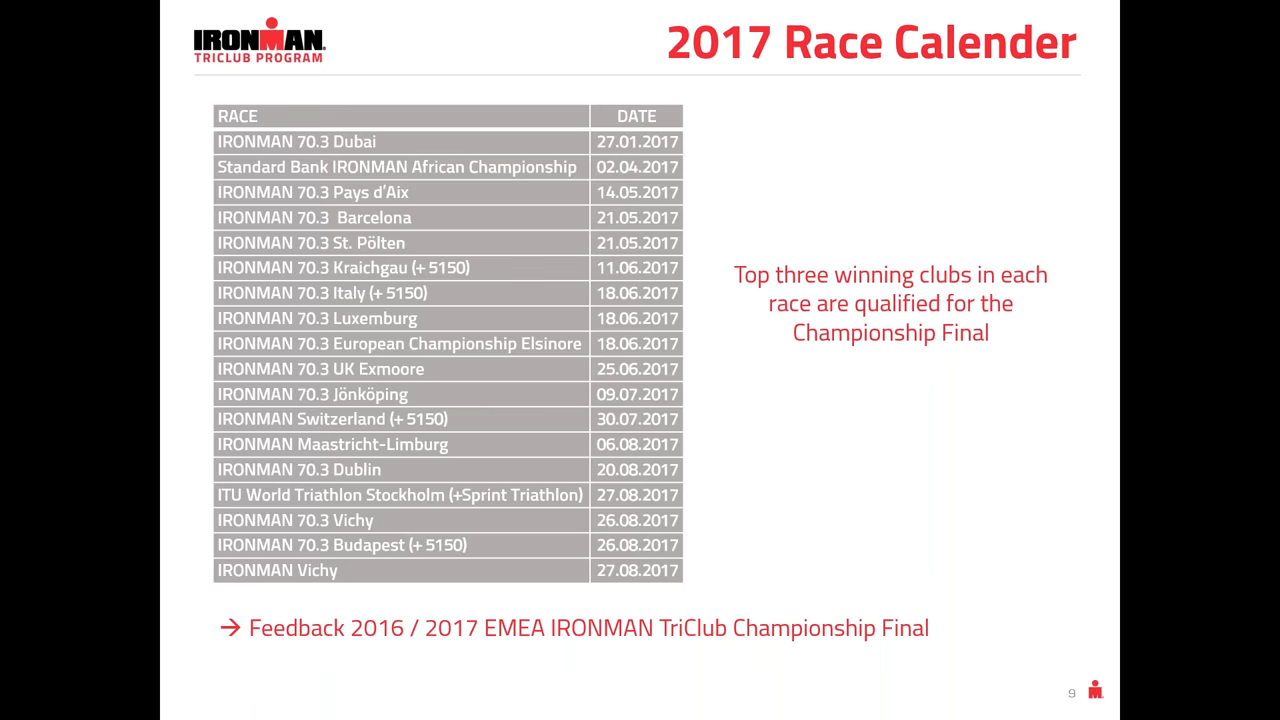 IRONMAN®
TRICLUB PROGRAM
2017 Race Calender
RACE DATE
IRONMAN 70.3 Dubai 27.01.2017
Standard Bank IRONMAN African Championship 02.04.2017
IRONMAN 70.3 Pays d'Aix 14.05.2017
IRONMAN 70.3 Barcelona 21.05.2017
IRONMAN 70.3 St. Pölten 21.05.2017
IRONMAN 70.3 Kraichgau (+ 5150) 11.06.2017
IRONMAN 70.3 Italy (+ 5150) 18.06.2017
IRONMAN 70.3 Luxemburg 18.06.2017
IRONMAN 70.3 European Championship Elsinore 18.06.2017
IRONMAN 70.3 UK Exmoore 25.06.2017
IRONMAN 70.3 Jönköping 09.07.2017
IRONMAN Switzerland (+ 5150) 30.07.2017
IRONMAN Maastricht-Limburg 06.08.2017
IRONMAN 70.3 Dublin 20.08.2017
ITU World Triathlon Stockholm (+Sprint Triathlon) 27.08.2017
IRONMAN 70.3 Vichy 26.08.2017
IRONMAN 70.3 Budapest (+ 5150) 26.08.2017
IRONMAN Vichy 27.08.2017
Top three winning clubs in each
race are qualified for the
Championship Final
→ Feedback 2016 / 2017 EMEA IRONMAN TriClub Championship Final
9